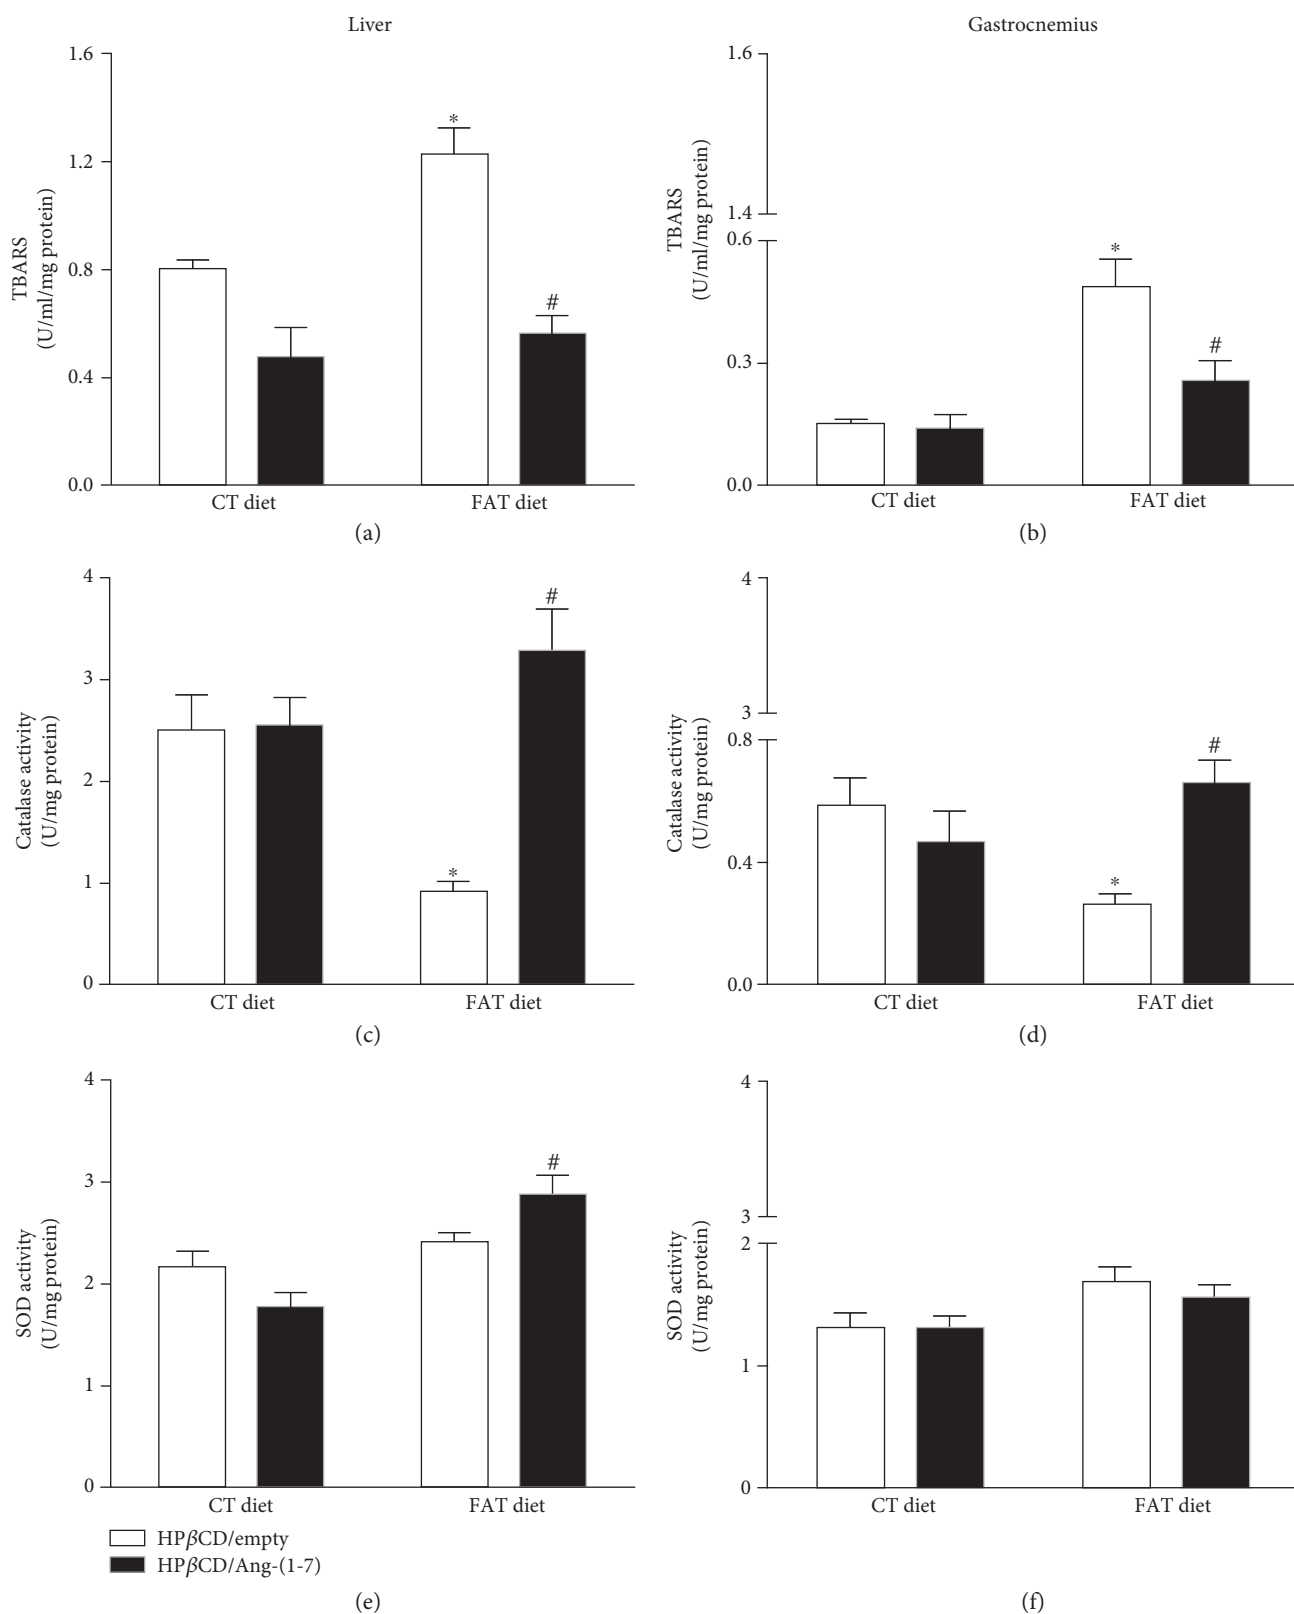 Liver
Gastrocnemius
TBARS
(U/ml/mg protein)
1.6
1.2
0.8
0.4
0.0
*
#
CT diet
FAT diet
(a)
TBARS
(U/ml/mg protein)
1.6
1.4
0.6
0.3
0.0
*
#
CT diet
FAT diet
(b)
Catalase activity
(U/mg protein)
4
3
2
1
0
*
#
CT diet
FAT diet
(c)
Catalase activity
(U/mg protein)
4
3
0.8
0.4
0.0
*
#
CT diet
FAT diet
(d)
SOD activity
(U/mg protein)
4
3
2
1
0
#
CT diet
FAT diet
HPβCD/empty
HPβCD/Ang-(1-7)
(e)
SOD activity
(U/mg protein)
4
3
2
1
0
CT diet
FAT diet
(f)